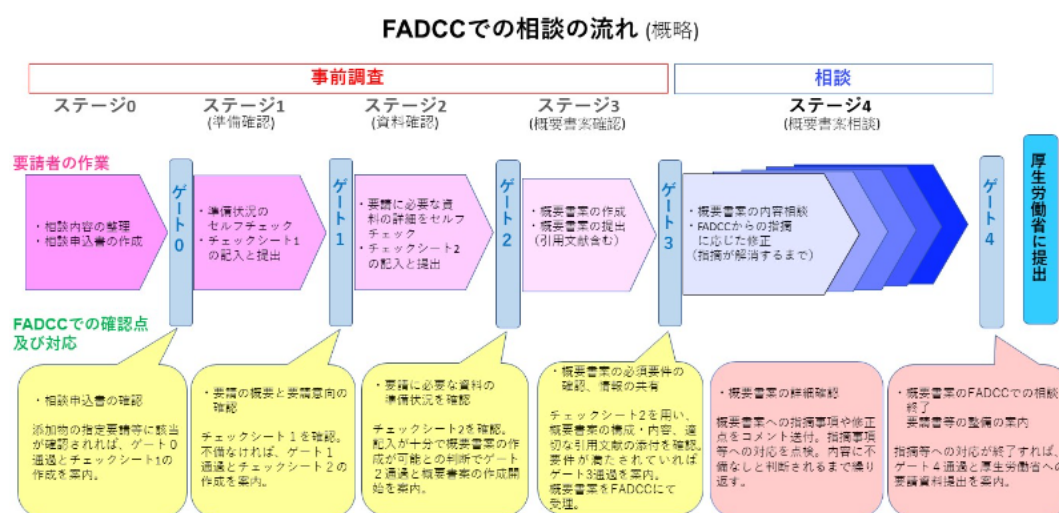 FADCCでの相談の流れ (概略)
事前調査
相談
ステージ0
ステージ1
(準備確認)
ステージ2
(資料確認)
ステージ3
(概要書案確認)
ステージ4
(概要書案相談)
要請者の作業
・相談内容の整理
・相談申込書の作成
ゲート0
・準備状況の
セルフチェック
・チェックシート1
の記入と提出
ゲート1
・要請に必要な資
料の詳細をセルフ
チェック
・チェックシート2
の記入と提出
ゲート2
・概要書案の作成
・概要書案の提出
(引用文献含む)
ゲート3
・概要書案の内容相談
・FADCCからの指摘
に応じた修正
(指摘が解消するまで)
ゲート4
厚生労働省に提出
FADCCでの確認点
及び対応
・相談申込書の確認
添加物の指定要請等に該当
が確認されれば、ゲート0
通過とチェックシート1の
作成を案内。
・要請の概要と要請意向の
確認
チェックシート1を確認。
不備なければ、ゲート1
通過とチェックシート2の
作成を案内。
・要請に必要な資料の
準備状況を確認
チェックシート2を確認。
記入が十分で概要書案の作
成が可能との判断でゲート
2通過と概要書案の作成開
始を案内。
・概要書案の必須要件の
確認、情報の共有
チェックシート2を用い、
概要書案の構成・内容、適
切な引用文献の添付を確認。
要件が満たされていれば
ゲート3通過を案内。
概要書案をFADCCにて
受理。
・概要書案の詳細確認
概要書案への指摘事項や修正
点をコメント送付。指摘事項
等への対応を点検。内容に不
備なしと判断されるまで繰り
返す。
・概要書案のFADCCでの相談
終了
要請書等の整備の案内
指摘等への対応が終了すれば、
ゲート4通過と厚生労働省への
要請資料提出を案内。